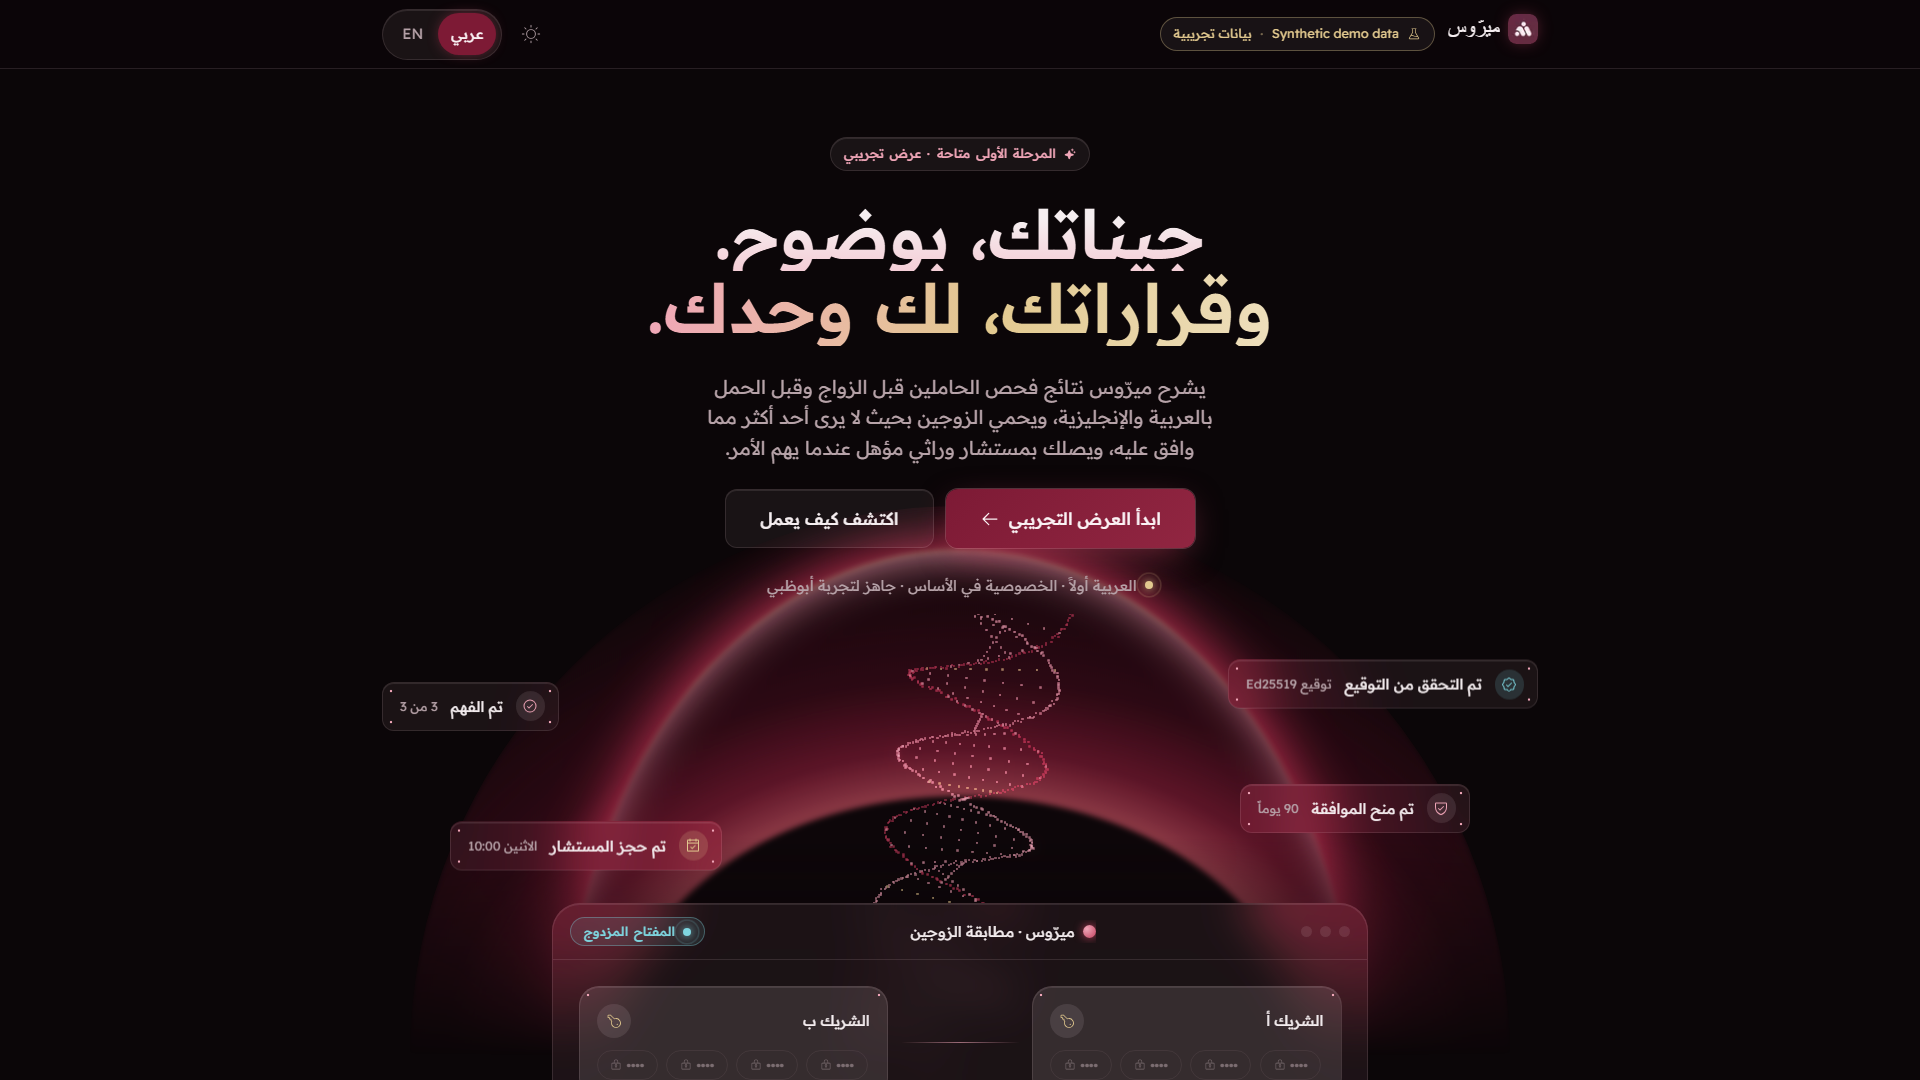 ميرّوس
Synthetic demo data · بيانات تجريبية
عربي
EN
المرحلة الأولى متاحة · عرض تجريبي
جيناتك، بوضوح.
وقراراتك، لك وحدك.
يشرح ميرّوس نتائج فحص الحاملين قبل الزواج وقبل الحمل
بالعربية والإنجليزية، ويحمي الزوجين بحيث لا يرى أحد أكثر مما
وافق عليه، ويصلك بمستشار وراثي مؤهل عندما يهم الأمر.
ابدأ العرض التجريبي ←
اكتشف كيف يعمل
العربية أولاً · الخصوصية في الأساس · جاهز لتجربة أبوظبي
تم التحقق من التوقيع توقيع Ed25519
تم الفهم 3 من 3
تم منح الموافقة 90 يوماً
تم حجز المستشار الاثنين 10:00
ميرّوس · مطابقة الزوجين
المفتاح المزدوج
الشريك أ
الشريك ب